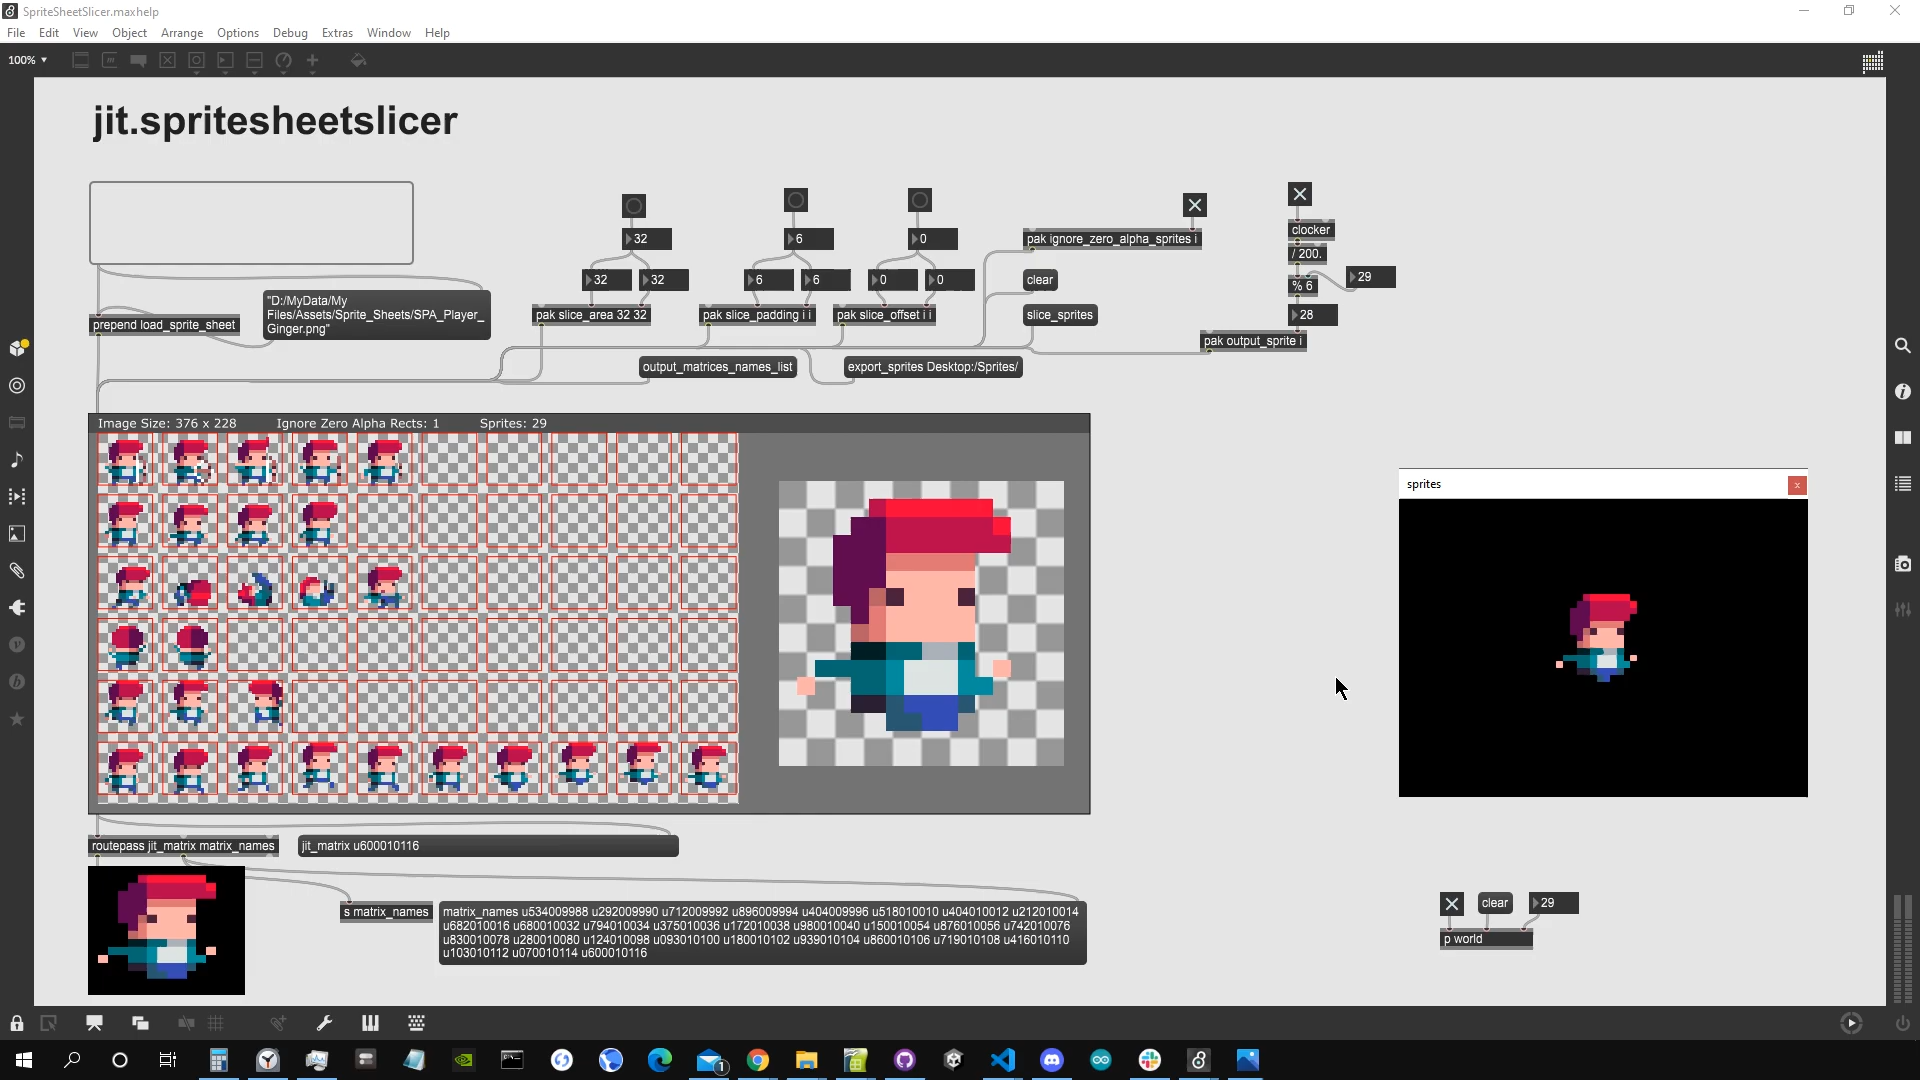 SpriteSheetSlicer.maxhelp
File Edit View Object Arrange Options Debug Extras Window Help
100%
jit.spritesheetslicer
32
6
0
pak ignore_zero_alpha_sprites i
clocker
/ 200.
29
% 6
32
32
6
6
0
0
clear
28
"D:/MyData/My
Files/Assets/Sprite_Sheets/SPA_Player_
Ginger.png"
prepend load_sprite_sheet
pak slice_area 32 32
pak slice_padding i i
pak slice_offset i i
slice_sprites
pak output_sprite i
output_matrices_names_list
export_sprites Desktop:/Sprites/
Image Size: 376 x 228 Ignore Zero Alpha Rects: 1 Sprites: 29
sprites
x
routepass jit_matrix matrix_names
jit_matrix u600010116
s matrix_names
matrix_names u534009988 u292009990 u712009992 u896009994 u404009996 u518010010 u404010012 u212010014
u682010016 u680010032 u794010034 u375010036 u172010038 u980010040 u150010054 u876010056 u742010076
u830010078 u280010080 u124010098 u093010100 u180010102 u939010104 u860010106 u719010108 u416010110
u103010112 u070010114 u600010116
clear
29
p world
1